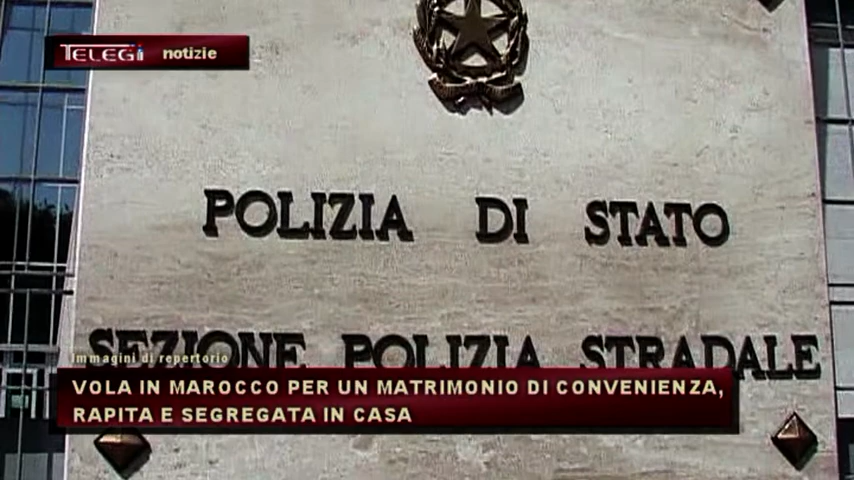 TELEGI notizie
POLIZIA DI STATO
SEZIONE POLIZIA STRADALE
Immagini di repertorio
VOLA IN MAROCCO PER UN MATRIMONIO DI CONVENIENZA,
RAPITA E SEGREGATA IN CASA